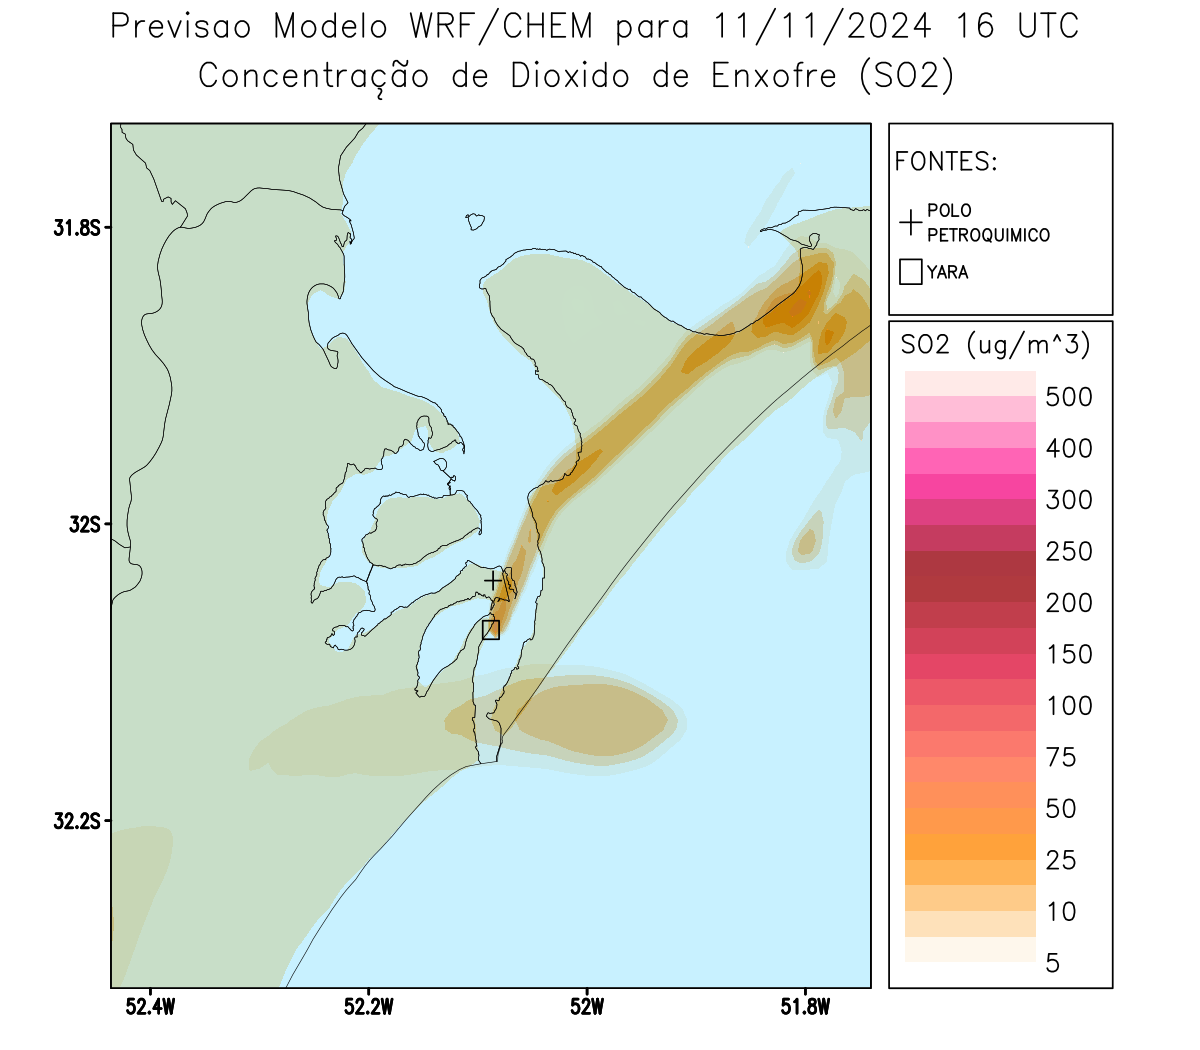 Previsao Modelo WRF/CHEM para 11/11/2024 16 UTC
Concentração de Dioxido de Enxofre (SO2)
FONTES:
POLO
PETROQUIMICO
YARA
31.8S
32S
32.2S
52.4W
52.2W
52W
51.8W
SO2 (ug/m^3)
500
400
300
250
200
150
100
75
50
25
10
5